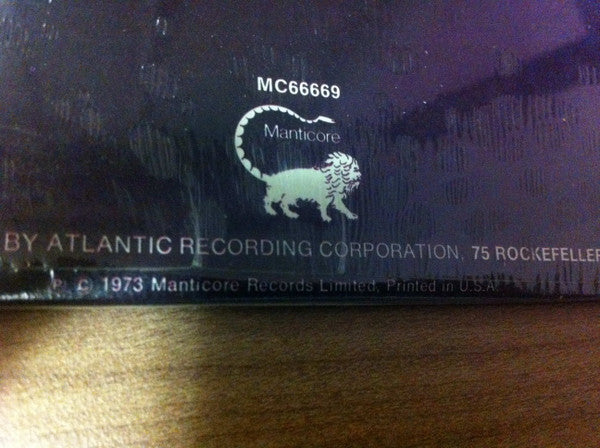 MC66669
Manticore
BY ATLANTIC RECORDING CORPORATION, 75 ROCKEFELLER
P C 1973 Manticore Records Limited, Printed in U.S.A.